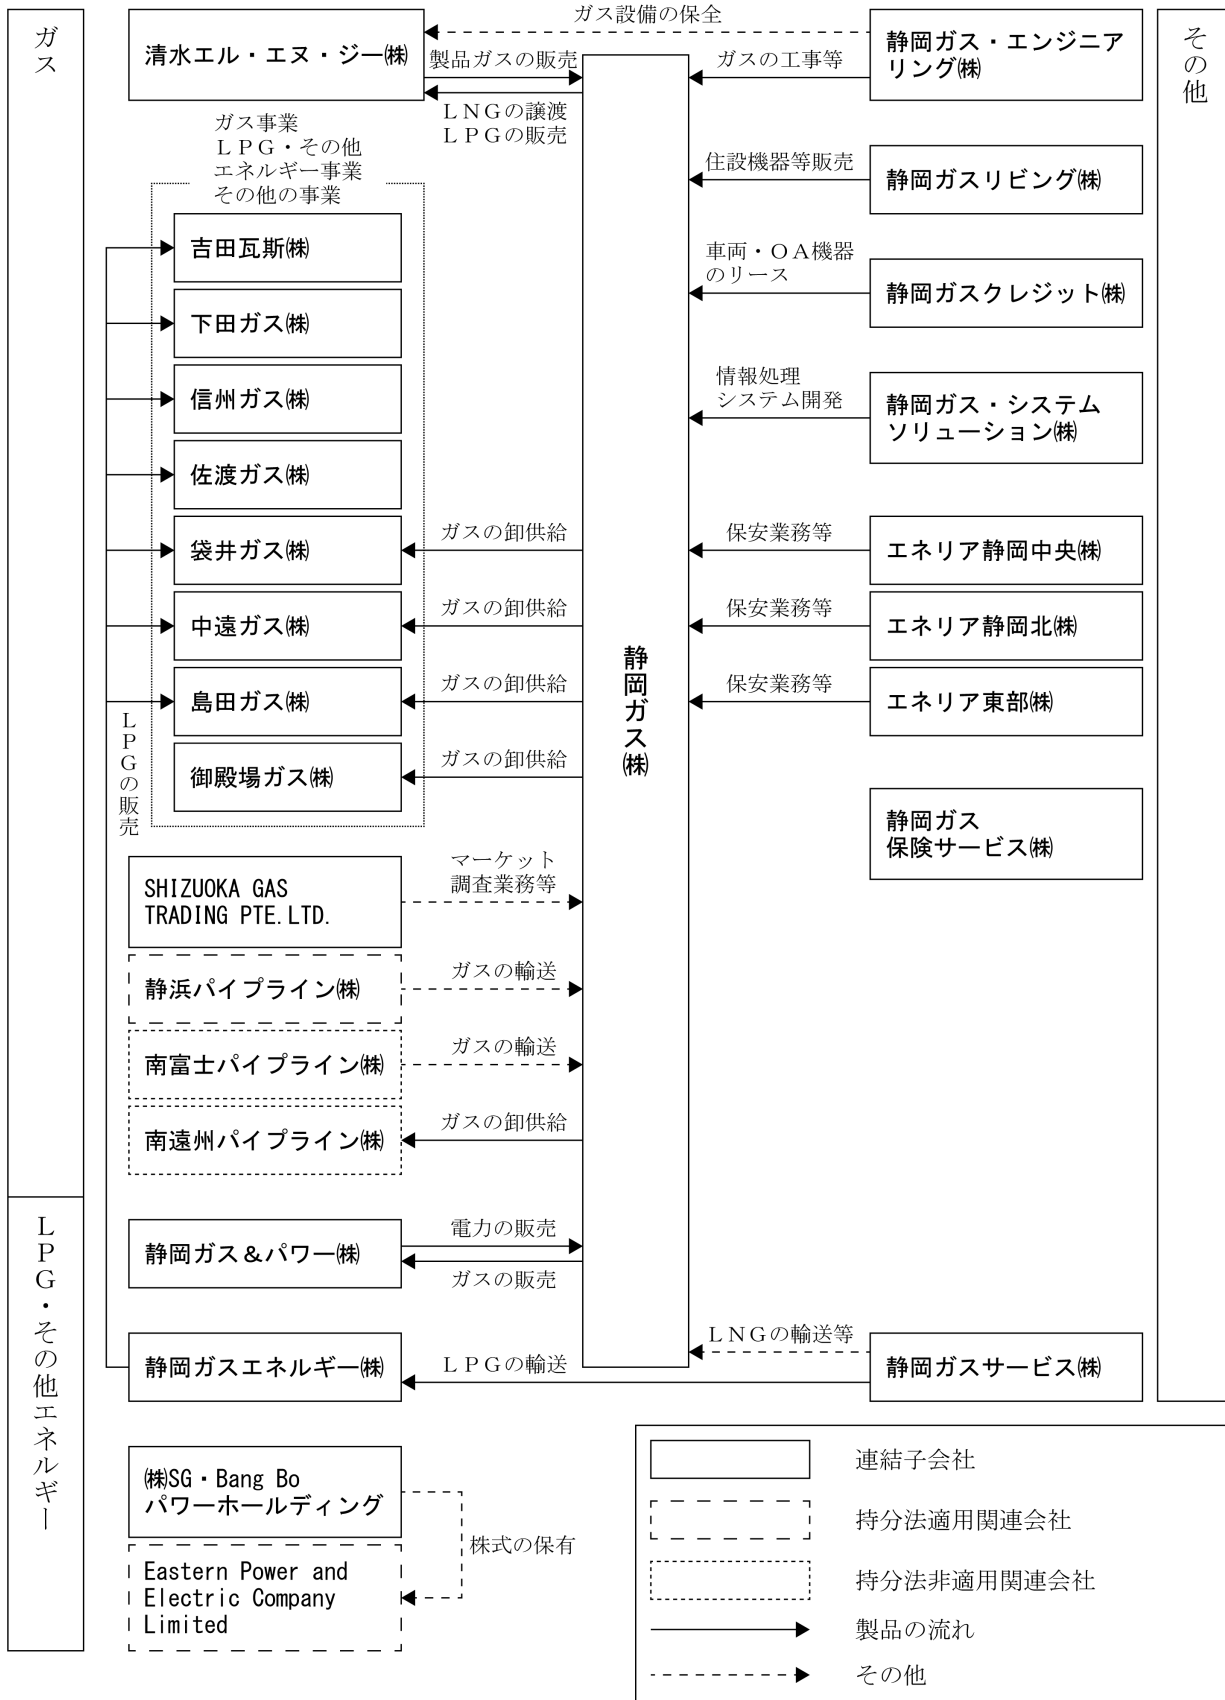 ガス
清水エル・エヌ・ジー㈱
ガス設備の保全
製品ガスの販売
LNGの譲渡
LPGの販売
ガスの工事等
静岡ガス・エンジニア
リング㈱
その他
ガス事業
LPG・その他
エネルギー事業
その他の事業
住設機器等販売
静岡ガスリビング㈱
吉田瓦斯㈱
車両・OA機器
のリース
静岡ガスクレジット㈱
下田ガス㈱
信州ガス㈱
情報処理
システム開発
静岡ガス・システム
ソリューション㈱
佐渡ガス㈱
袋井ガス㈱
ガスの卸供給
保安業務等
エネリア静岡中央㈱
中遠ガス㈱
ガスの卸供給
保安業務等
エネリア静岡北㈱
静岡ガス㈱
島田ガス㈱
ガスの卸供給
保安業務等
エネリア東部㈱
LPGの販売
御殿場ガス㈱
ガスの卸供給
静岡ガス
保険サービス㈱
SHIZUOKA GAS
TRADING PTE.LTD.
マーケット
調査業務等
静浜パイプライン㈱
ガスの輸送
南富士パイプライン㈱
ガスの輸送
南遠州パイプライン㈱
ガスの卸供給
LPG・その他エネルギー
静岡ガス&パワー㈱
電力の販売
ガスの販売
静岡ガスエネルギー㈱
LPGの輸送
LNGの輸送等
静岡ガスサービス㈱
㈱SG・Bang Bo
パワーホールディング
株式の保有
Eastern Power and
Electric Company
Limited
連結子会社
持分法適用関連会社
持分法非適用関連会社
製品の流れ
その他